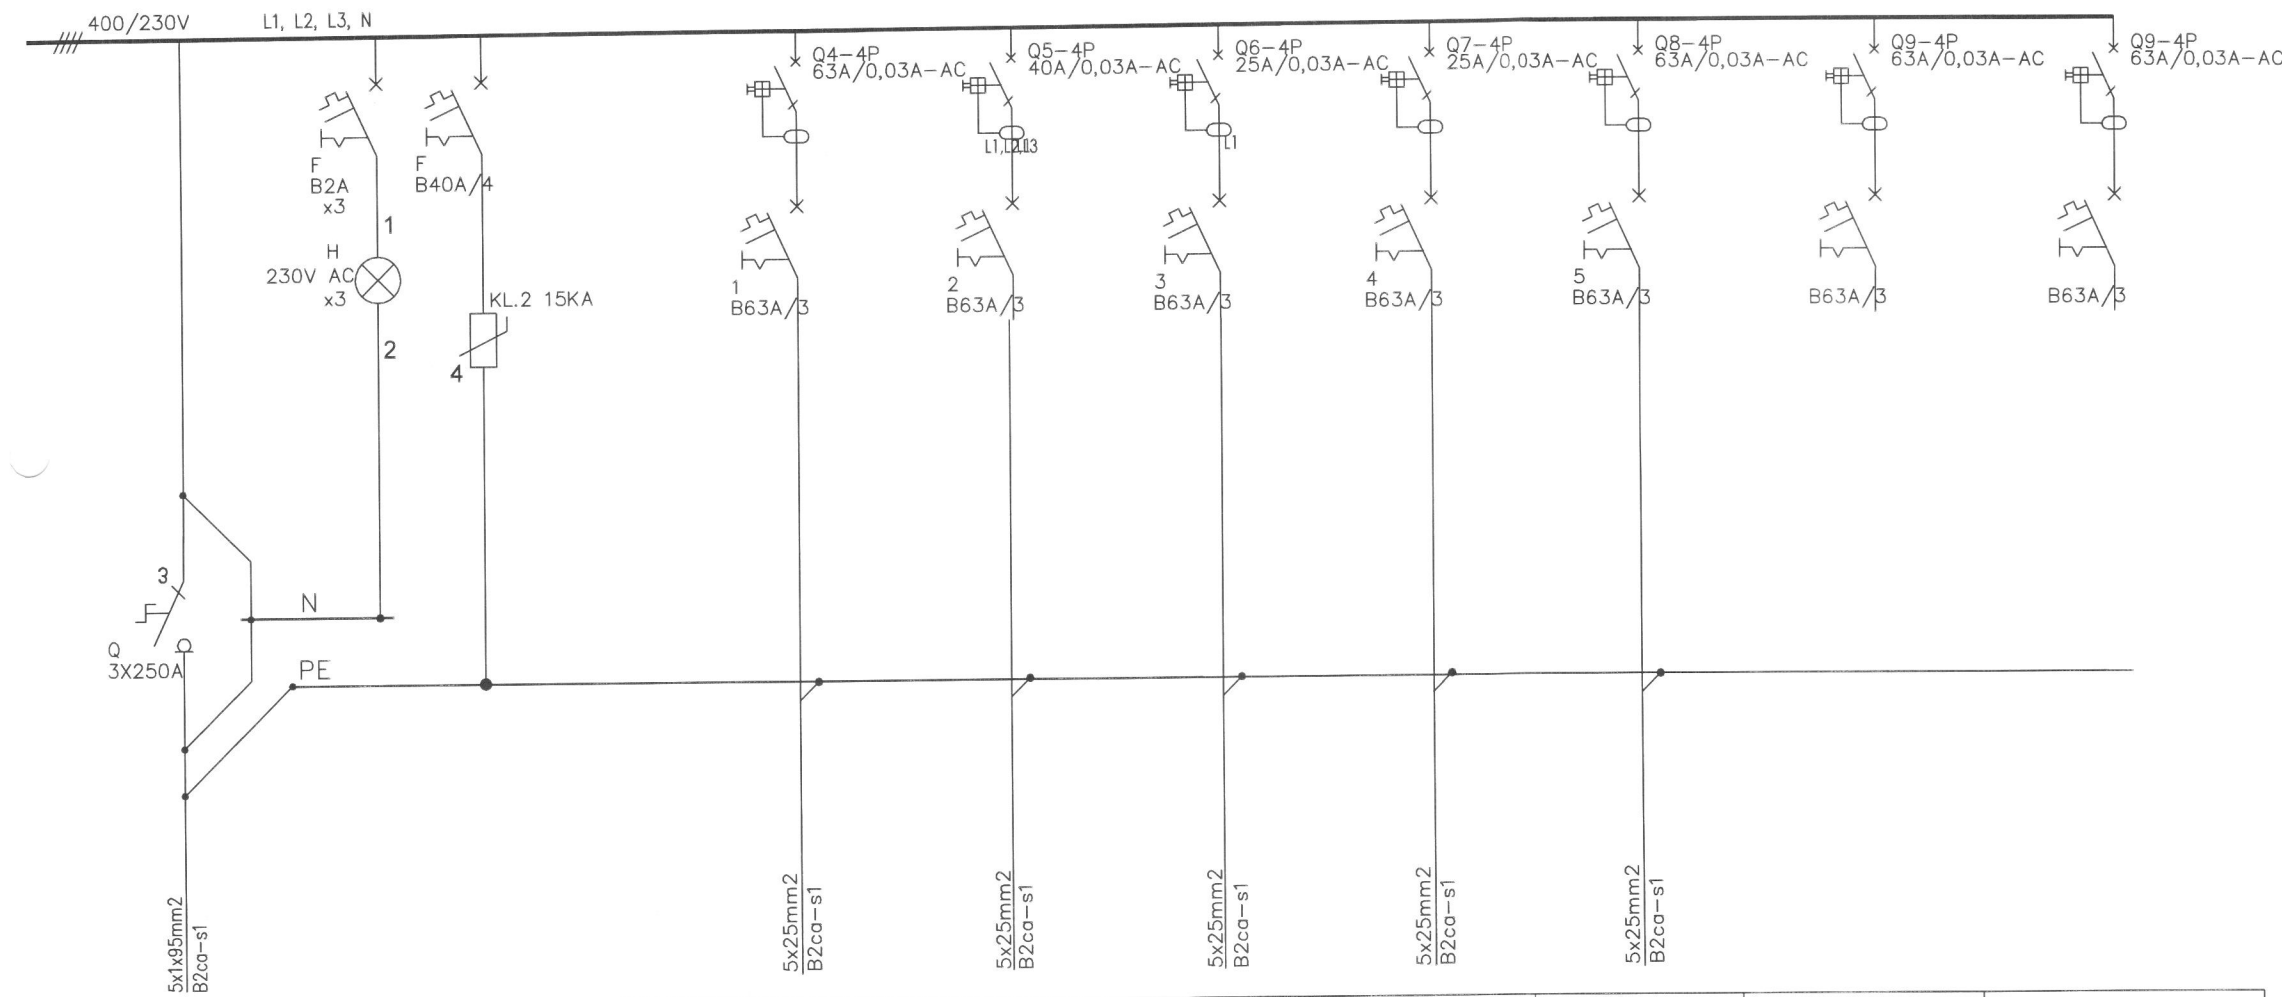 400/230V
L1, L2, L3, N
Q4-4P
63A/0,03A-AC
Q5-4P
40A/0,03A-AC
Q6-4P
25A/0,03A-AC
Q7-4P
25A/0,03A-AC
Q8-4P
63A/0,03A-AC
Q9-4P
63A/0,03A-AC
Q9-4P
63A/0,03A-AC
L1
F
B2A
x3
F
B40A/4
1
H
230V AC
x3
2
KL.2 15KA
4
1
B63A/3
2
B63A/3
3
B63A/3
4
B63A/3
5
B63A/3
B63A/3
B63A/3
3
N
Q
3X250A
PE
5x1x95mm2
B2ca-s1
5x25mm2
B2ca-s1
5x25mm2
B2ca-s1
5x25mm2
B2ca-s1
5x25mm2
B2ca-s1
5x25mm2
B2ca-s1